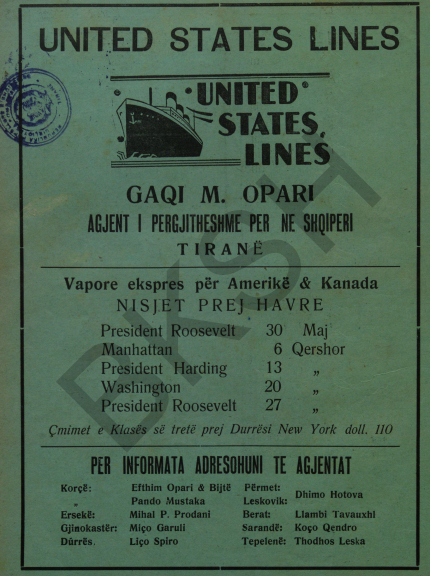 UNITED STATES LINES
UNITED
STATES
LINES
GAQI M. OPARI
AGJENT I PERGJITHESHME PER NE SHQIPERI
TIRANË
Vapore ekspres për Amerikë & Kanada
NISJET PREJ HAVRE
President Roosevelt 30 Maj
Manhattan 6 Qershor
President Harding 13 „
Washington 20 „
President Roosevelt 27 „
Çmimet e Klasës së tretë prej Durrësi New York doll. 110
PER INFORMATA ADRESOHUNI TE AGJENTAT
Korçë: Efthim Opari & Bijtë Përmet:
„ Pando Mustaka Leskovik: Dhimo Hotova
Ersekë: Mihal P. Prodani Berat: Llambi Tavauxhi
Gjinokastër: Miço Garuli Sarandë: Koço Qendro
Dûrrës. Liço Spiro Tepelenë: Thodhos Leska
BKSH